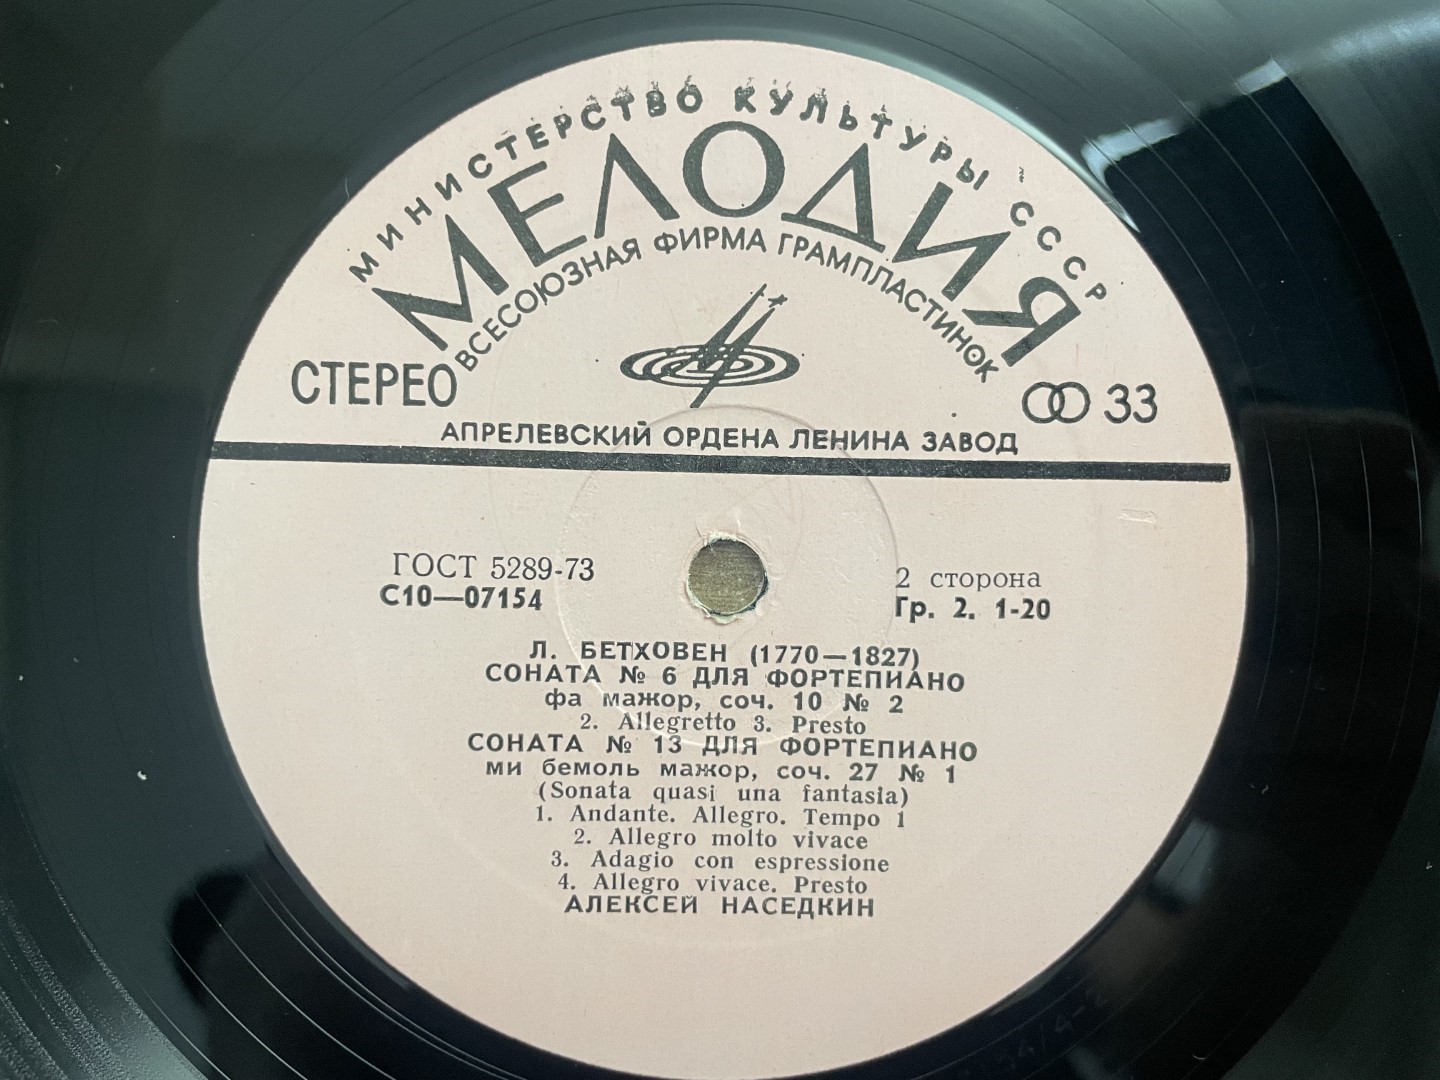 МИНИСТЕРСТВО КУЛЬТУРЫ СССР
МЕЛОДИЯ
ВСЕСОЮЗНАЯ ФИРМА ГРАМПЛАСТИНОК
СТЕРЕО
33
АПРЕЛЕВСКИЙ ОРДЕНА ЛЕНИНА ЗАВОД
ГОСТ 5289-73
С10—07154
2 сторона
Гр. 2. 1-20
Л. БЕТХОВЕН (1770—1827)
СОНАТА № 6 ДЛЯ ФОРТЕПИАНО
фа мажор, соч. 10 № 2
2. Allegretto 3. Presto
СОНАТА № 13 ДЛЯ ФОРТЕПИАНО
ми бемоль мажор, соч. 27 № 1
(Sonata quasi una fantasia)
1. Andante. Allegro. Tempo 1
2. Allegro molto vivace
3. Adagio con espressione
4. Allegro vivace. Presto
АЛЕКСЕЙ НАСЕДКИН